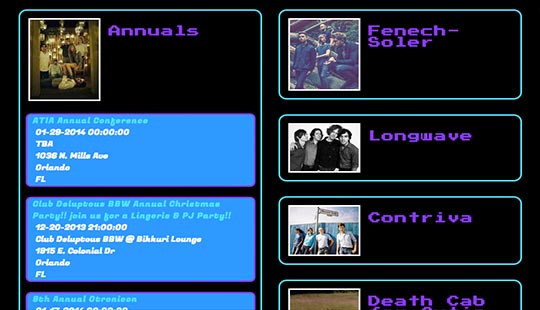 Annuals
ATIA Annual Conference
01-29-2014 00:00:00
TBA
1036 N. Mills Ave
Orlando
FL
Club Deluptous BBW Annual Christmas
Party!! join us for a Lingerie & PJ Party!!
12-20-2013 21:00:00
Club Deluptous BBW @ Bikkuri Lounge
1915 E. Colonial Dr
Orlando
FL
9th Annual Otronicon
Fenech-
Soler
Longwave
Contriva
Death Cab